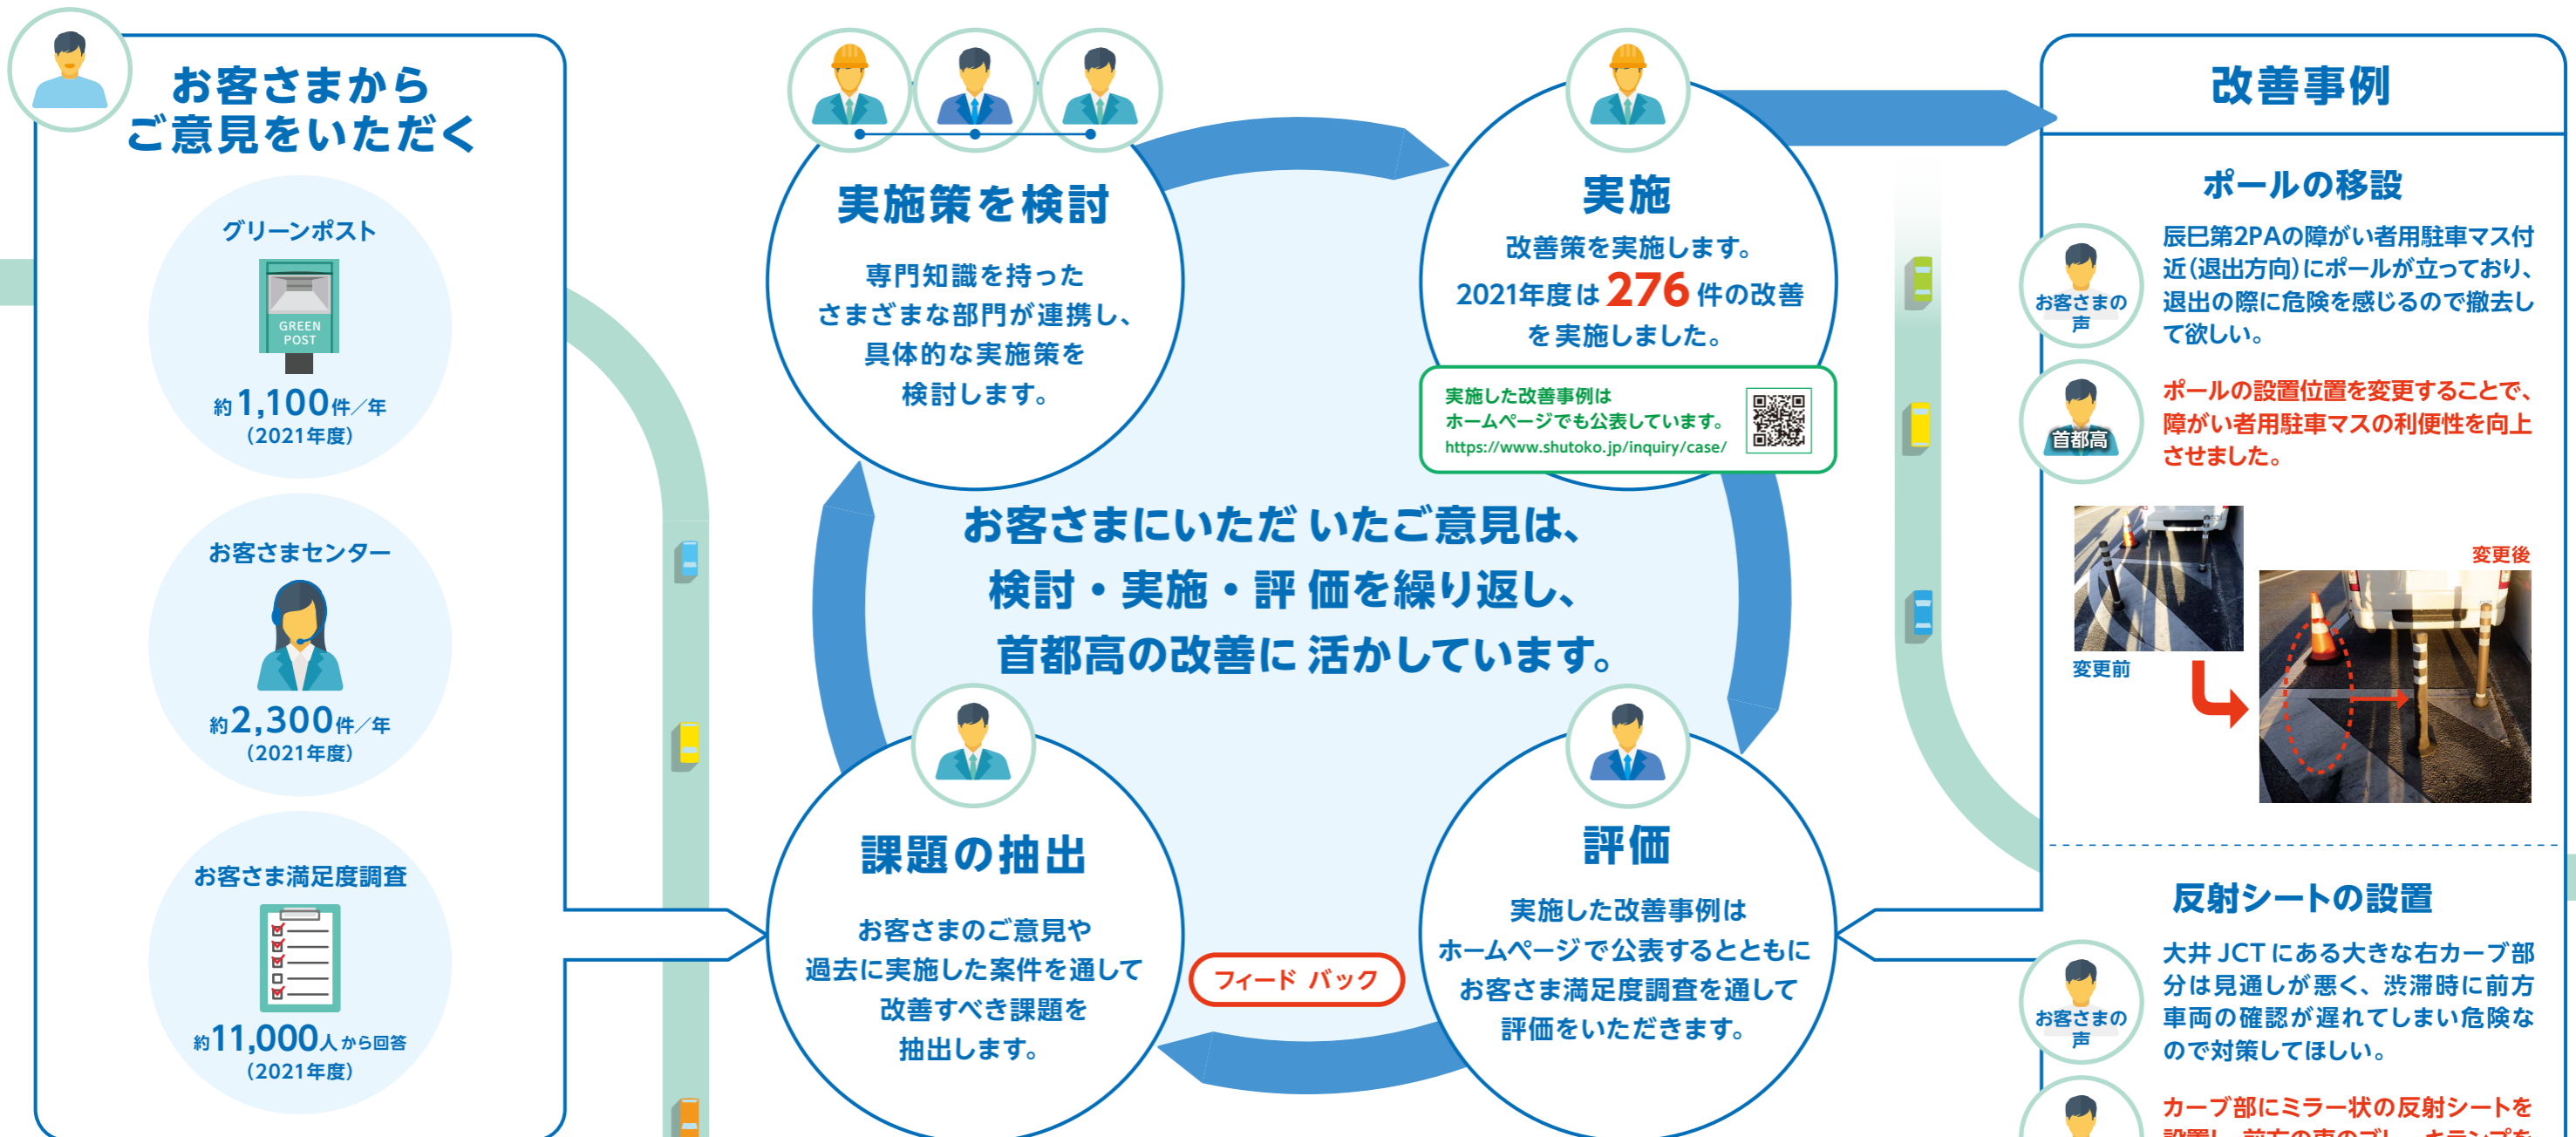 お客さまから
ご意見をいただく
グリーンポスト
GREEN
POST
約1,100件／年
（2021年度）
お客さまセンター
約2,300件／年
（2021年度）
お客さま満足度調査
約11,000人から回答
（2021年度）
実施策を検討
専門知識を持った
さまざまな部門が連携し、
具体的な実施策を
検討します。
実施
改善策を実施します。
2021年度は276件の改善
を実施しました。
実施した改善事例は
ホームページでも公表しています。
https://www.shutoko.jp/inquiry/case/
お客さまにいただいたご意見は、
検討・実施・評価を繰り返し、
首都高の改善に活かしています。
課題の抽出
お客さまのご意見や
過去に実施した案件を通して
改善すべき課題を
抽出します。
フィードバック
評価
実施した改善事例は
ホームページで公表するとともに
お客さま満足度調査を通して
評価をいただきます。
改善事例
ポールの移設
お客さまの
声
辰巳第2PAの障がい者用駐車マス付
近（退出方向）にポールが立っており、
退出の際に危険を感じるので撤去し
て欲しい。
首都高
ポールの設置位置を変更することで、
障がい者用駐車マスの利便性を向上
させました。
変更前
変更後
反射シートの設置
お客さまの
声
大井JCTにある大きな右カーブ部
分は見通しが悪く、渋滞時に前方
車両の確認が遅れてしまい危険な
ので対策してほしい。
カーブ部にミラー状の反射シートを
設置し、前方の車のブレーキランプを